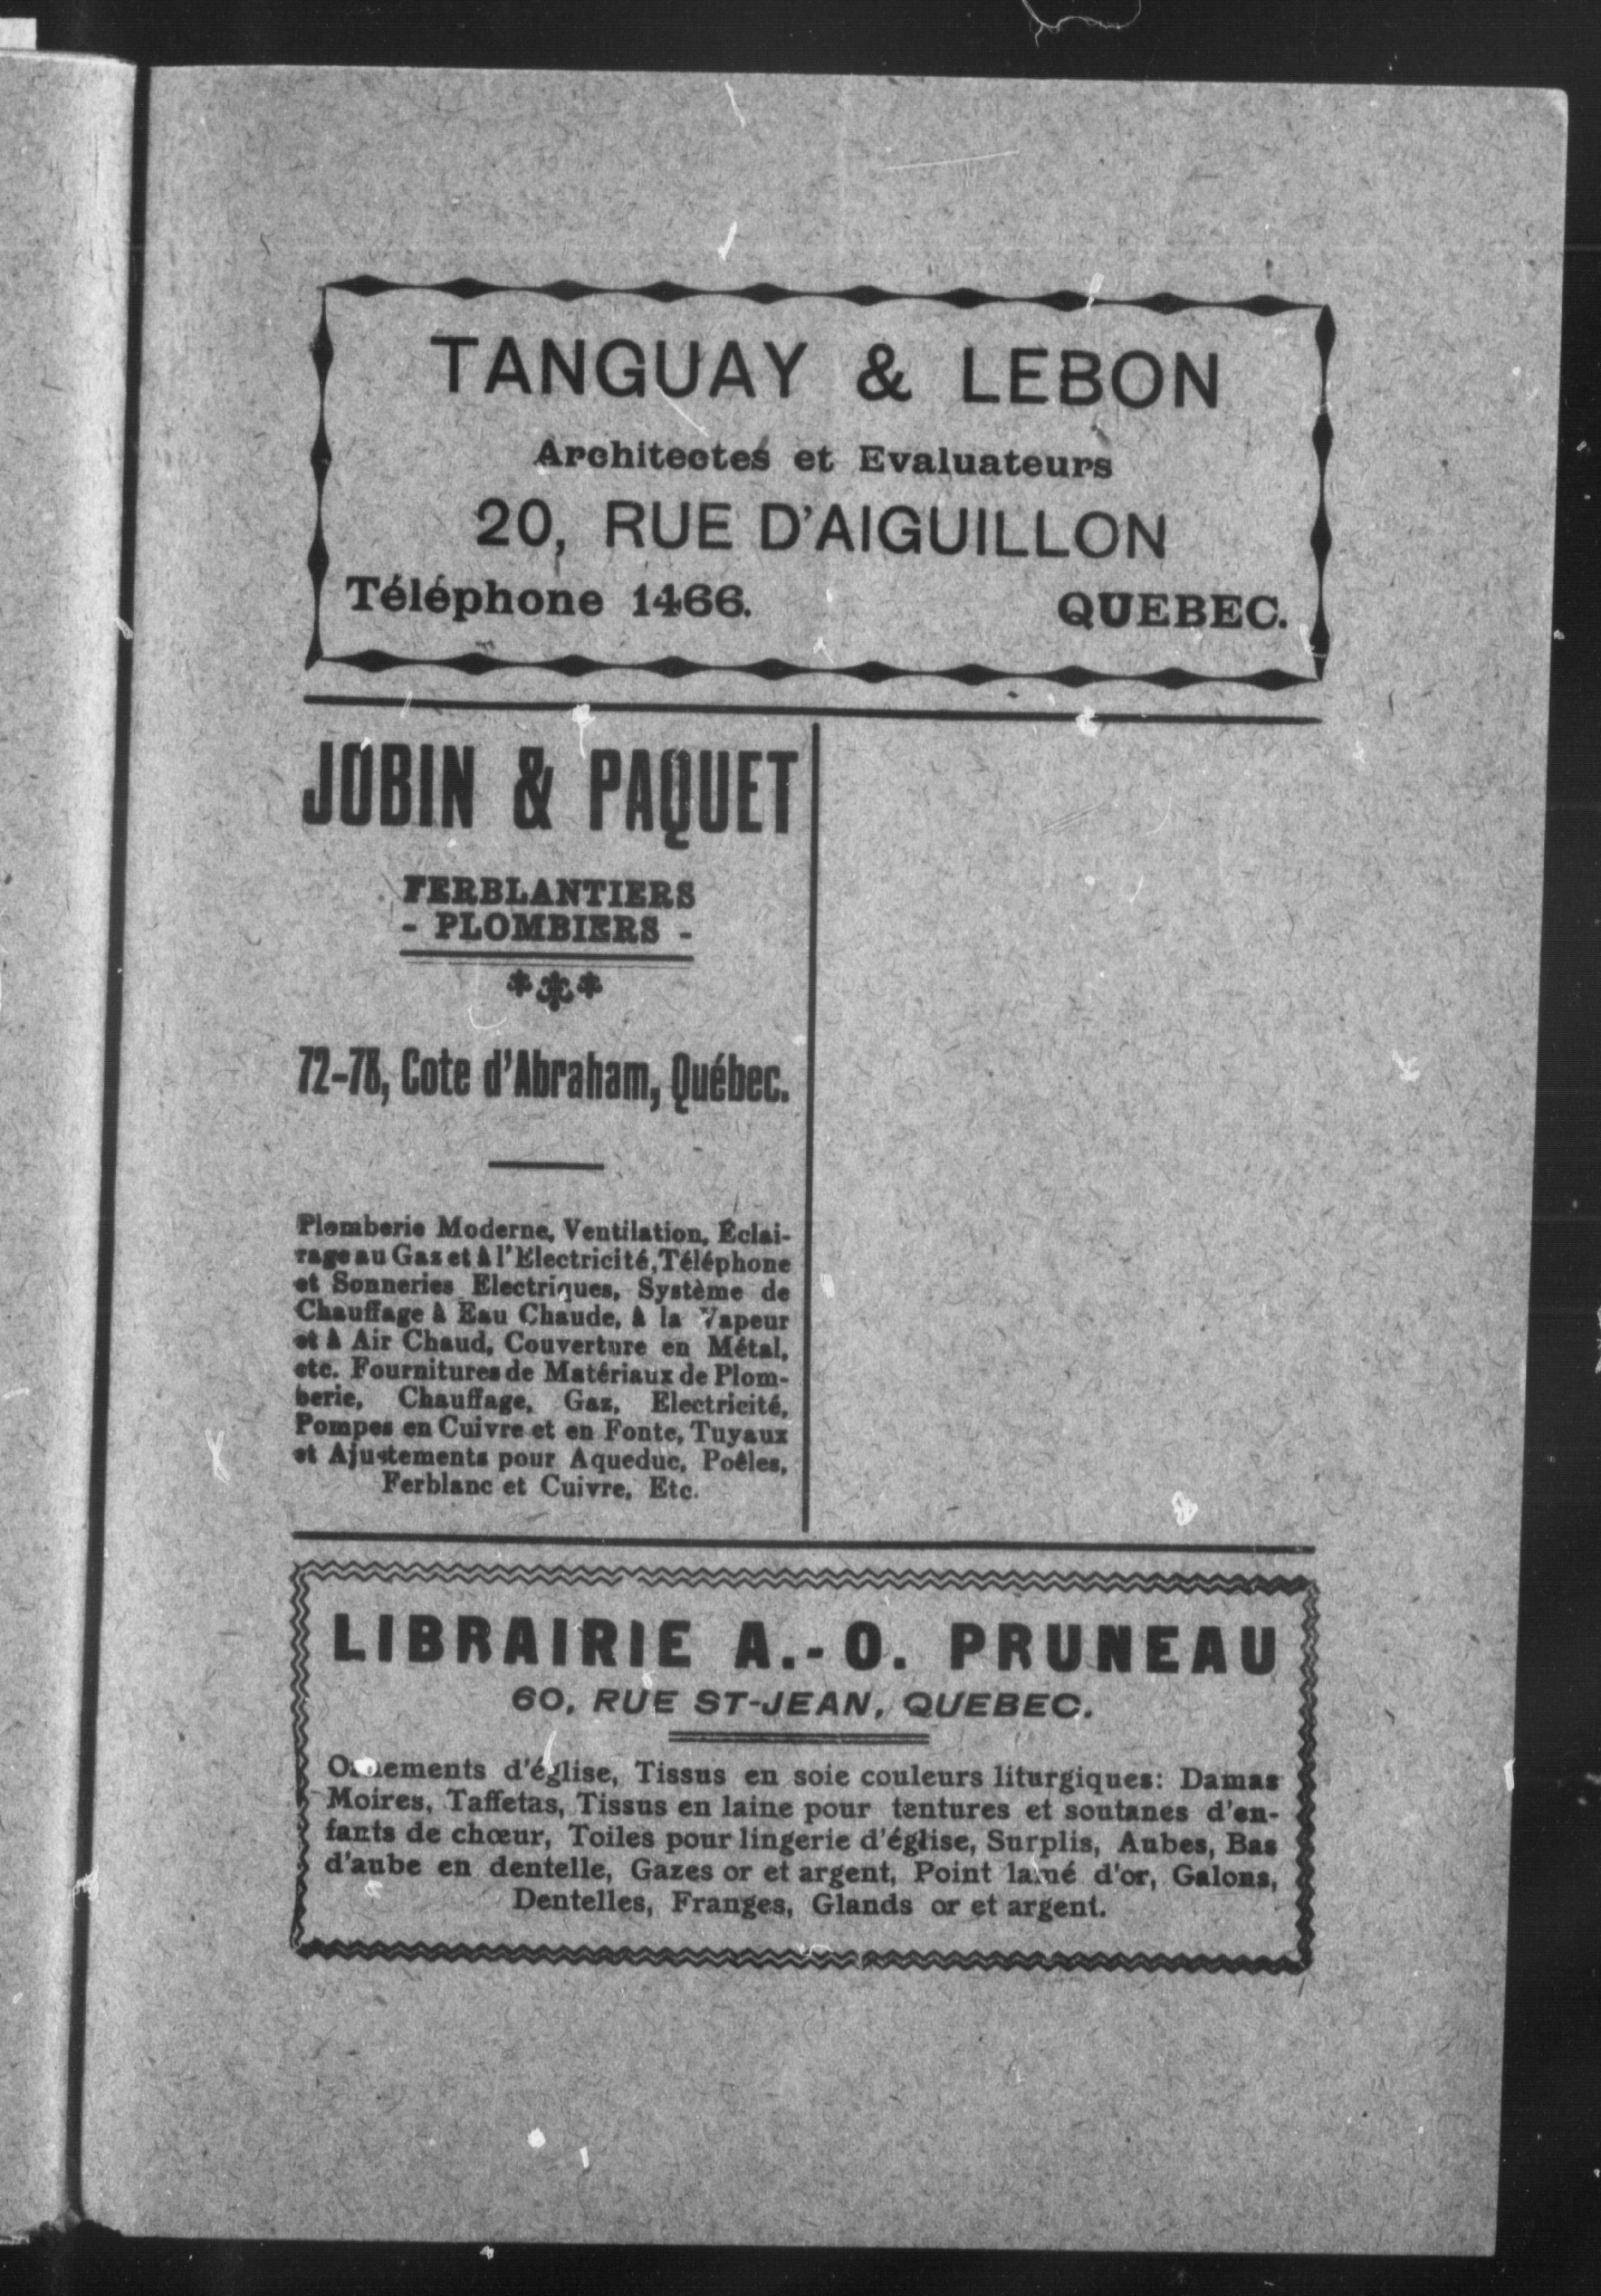 TANGUAY & LEBON
Architectes et Evaluateurs
20, RUE D'AIGUILLON
Téléphone 1466. QUEBEC.
JOBIN & PAQUET
FERBLANTIERS
- PLOMBIERS -
72-78, Cote d'Abraham, Québec.
Plomberie Moderne, Ventilation, Éclai-
rage au Gaz et à l'Electricité, Téléphone
et Sonneries Electriques, Système de
Chauffage à Eau Chaude, à la Vapeur
et à Air Chaud, Couverture en Métal,
etc. Fournitures de Matériaux de Plom-
berie, Chauffage, Gaz, Electricité,
Pompes en Cuivre et en Fonte, Tuyaux
et Ajustements pour Aqueduc, Poêles,
Ferblanc et Cuivre, Etc.
LIBRAIRIE A.-O. PRUNEAU
60, RUE ST-JEAN, QUEBEC.
Ornements d'église, Tissus en soie couleurs liturgiques: Damas
Moires, Taffetas, Tissus en laine pour tentures et soutanes d'en-
fants de chœur, Toiles pour lingerie d'église, Surplis, Aubes, Bas
d'aube en dentelle, Gazes or et argent, Point lamé d'or, Galons,
Dentelles, Franges, Glands or et argent.